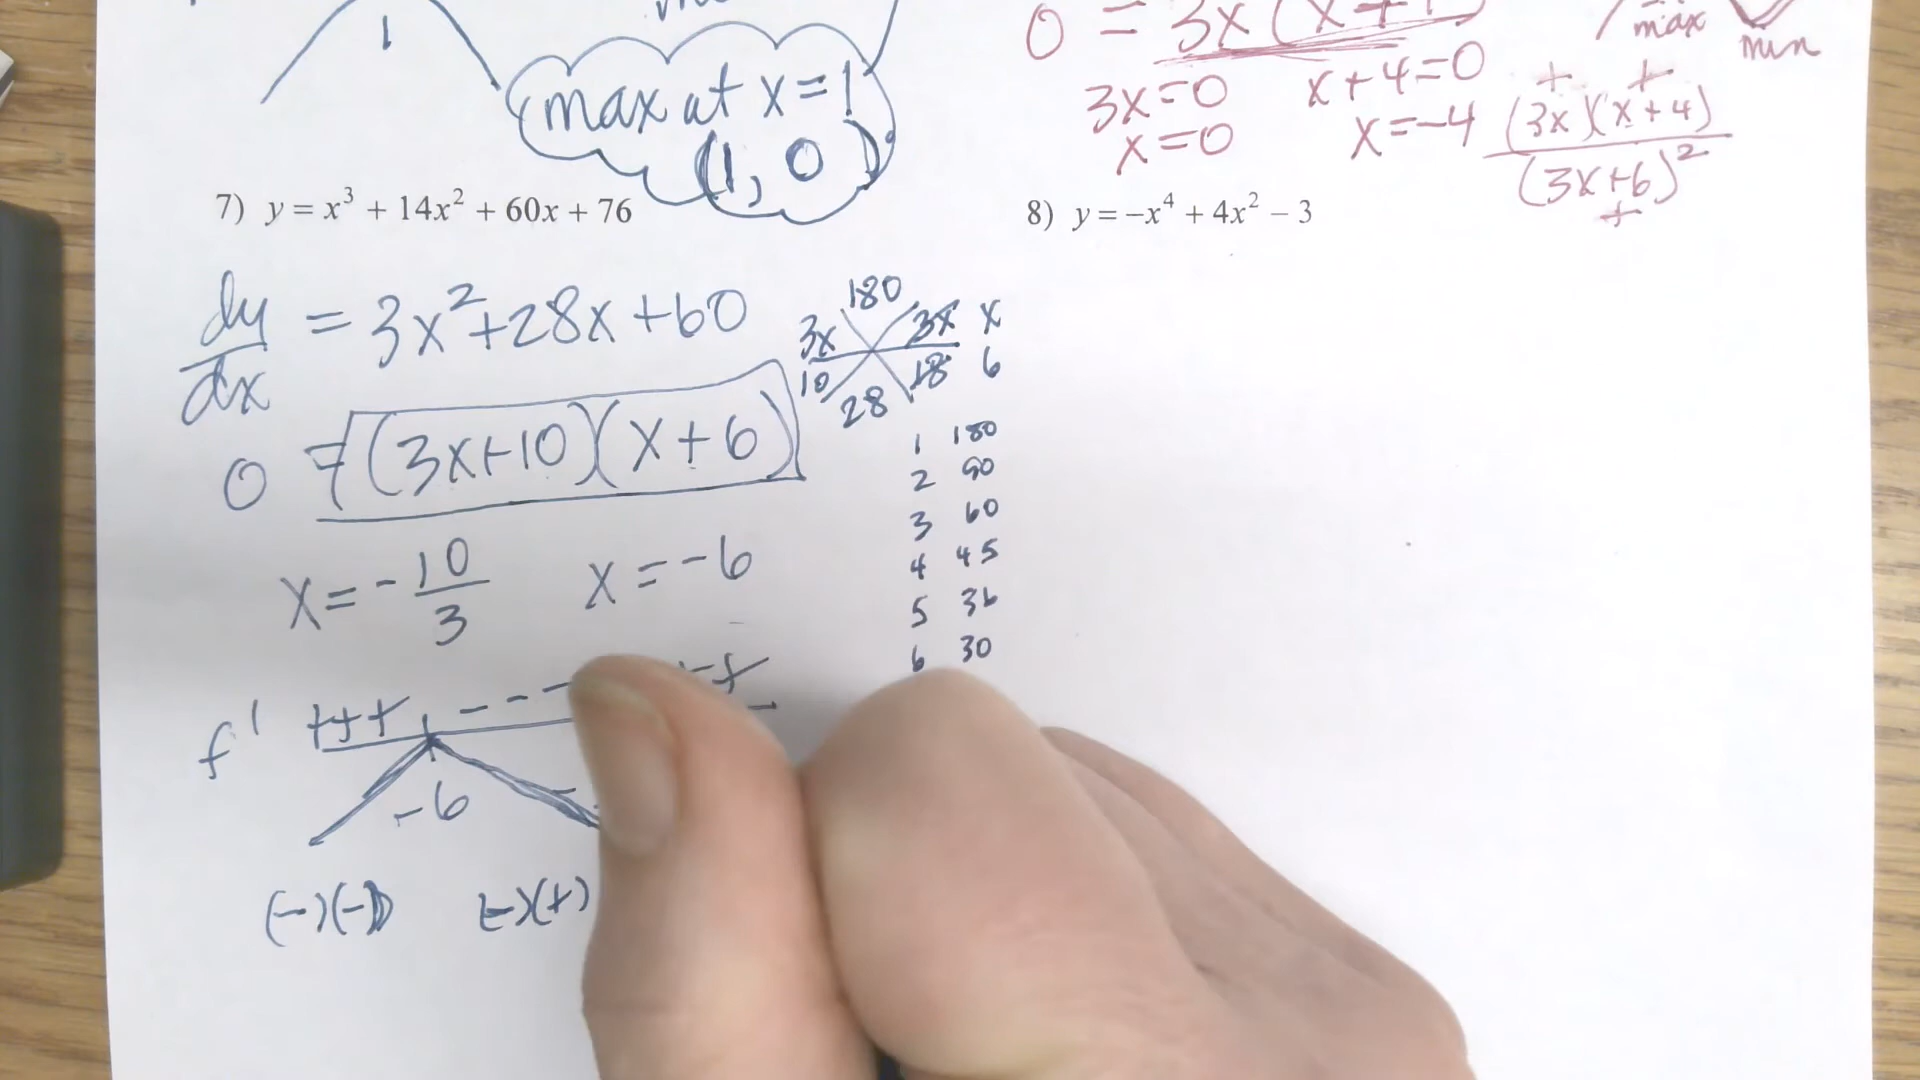 1
max at x=1
(1, 0)
0 = 3x(x+
3x=0 x+4=0
x=0 x=-4
max
min
+ +
(3x)(x+4)
(3x+6)²
+
7) y = x³ + 14x² + 60x + 76
dy/dx = 3x²+28x+60
0 = (3x+10)(x+6)
x = -10/3 x = -6
180
3x 3x x
10 18 6
28
1 180
2 90
3 60
4 45
5 36
6 30
f' +++ - - - +
-6
(-)(-) (-)(+)
8) y = −x⁴ + 4x² − 3